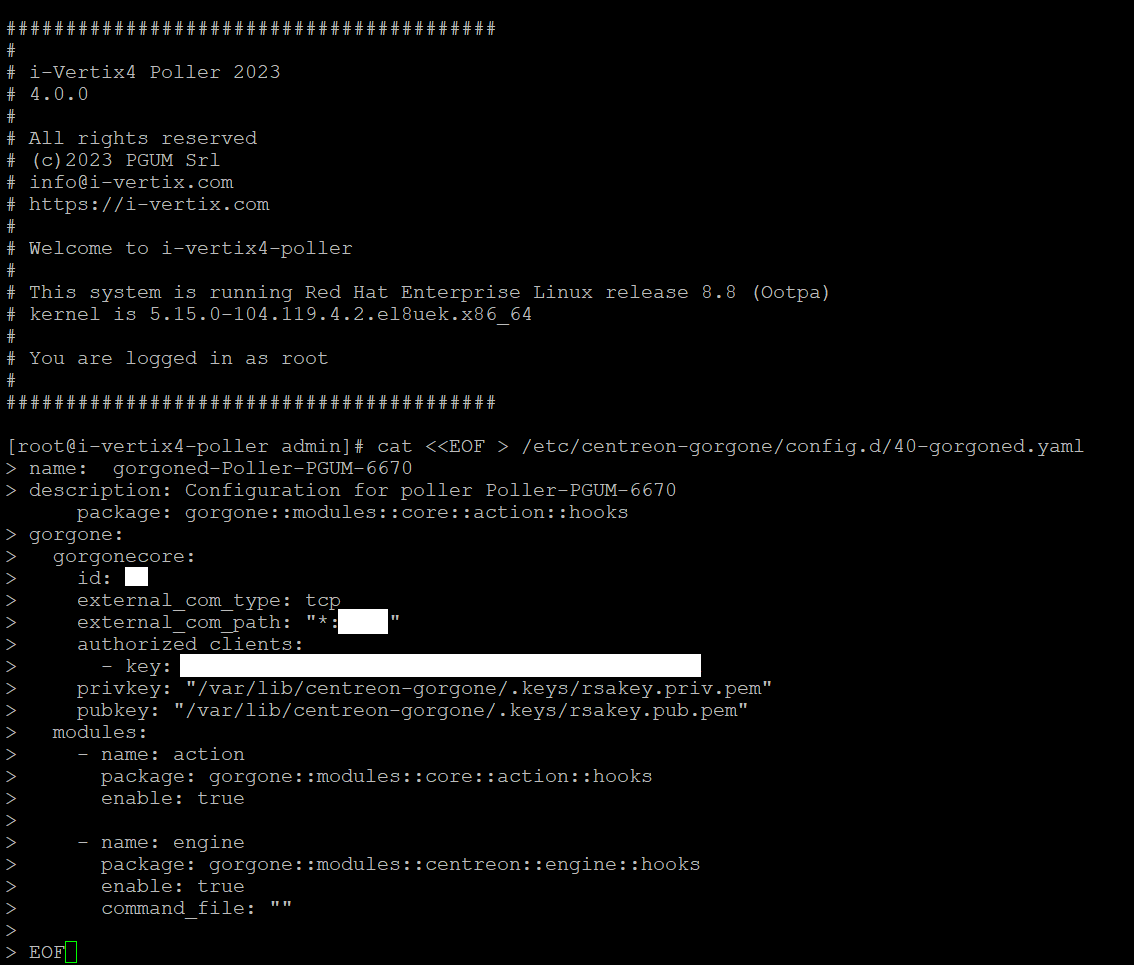 #########################################
#
# i-Vertix4 Poller 2023
# 4.0.0
#
# All rights reserved
# (c)2023 PGUM Srl
# info@i-vertix.com
# https://i-vertix.com
#
# Welcome to i-vertix4-poller
#
# This system is running Red Hat Enterprise Linux release 8.8 (Ootpa)
# kernel is 5.15.0-104.119.4.2.el8uek.x86_64
#
# You are logged in as root
#
#########################################
[root@i-vertix4-poller admin]# cat <<EOF > /etc/centreon-gorgone/config.d/40-gorgoned.yaml
> name:  gorgoned-Poller-PGUM-6670
> description: Configuration for poller Poller-PGUM-6670
      package: gorgone::modules::core::action::hooks
> gorgone:
>   gorgonecore:
>     id:
>     external_com_type: tcp
>     external_com_path: "*:"
>     authorized clients:
>       - key:
>     privkey: "/var/lib/centreon-gorgone/.keys/rsakey.priv.pem"
>     pubkey: "/var/lib/centreon-gorgone/.keys/rsakey.pub.pem"
>   modules:
>     - name: action
>       package: gorgone::modules::core::action::hooks
>       enable: true
>
>     - name: engine
>       package: gorgone::modules::centreon::engine::hooks
>       enable: true
>       command_file: ""
>
> EOF